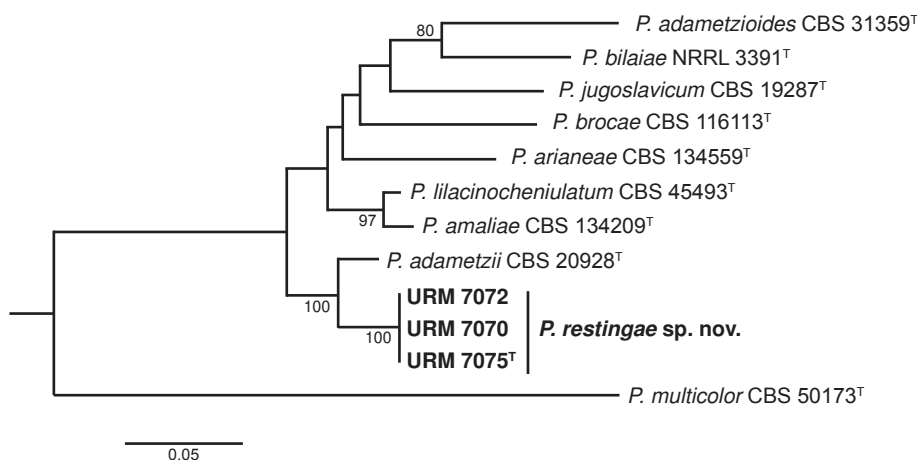 P. adametzioides CBS 31359ᵀ
80
P. bilaiae NRRL 3391ᵀ
P. jugoslavicum CBS 19287ᵀ
P. brocae CBS 116113ᵀ
P. arianeae CBS 134559ᵀ
P. lilacinocheniulatum CBS 45493ᵀ
97
P. amaliae CBS 134209ᵀ
P. adametzii CBS 20928ᵀ
100
URM 7072
100
URM 7070
P. restingae sp. nov.
URM 7075ᵀ
P. multicolor CBS 50173ᵀ
0.05